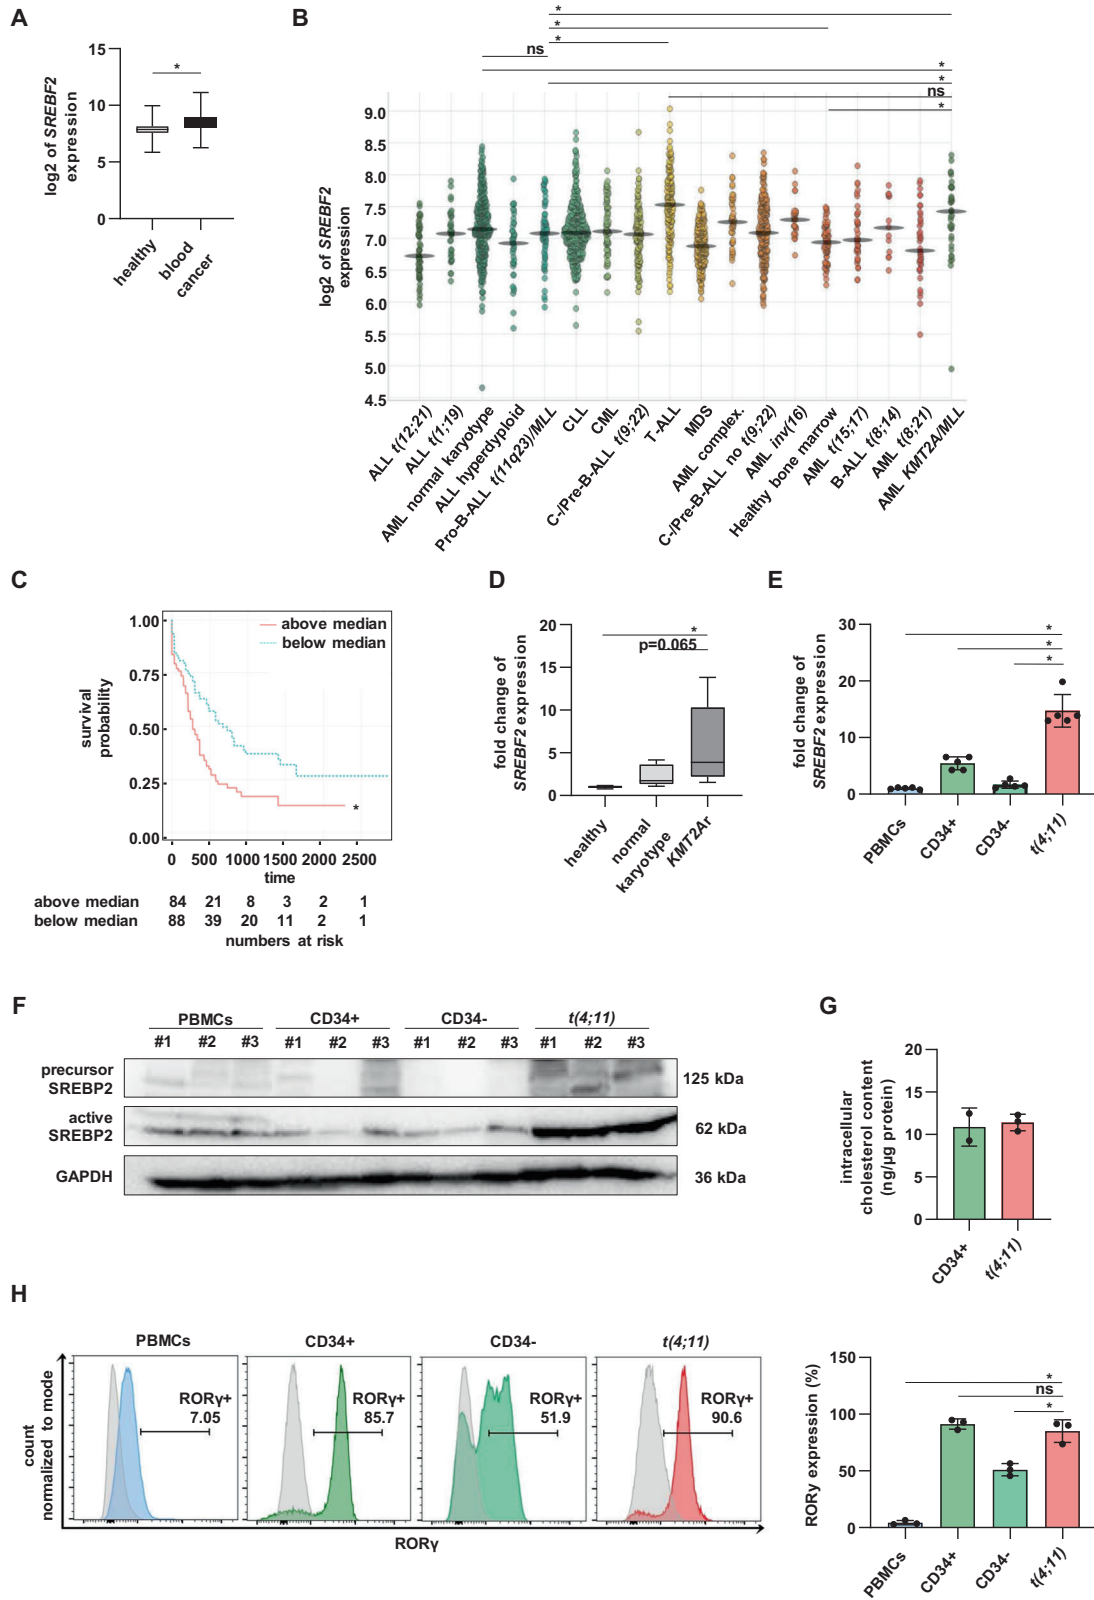 A
15
10
5
0
log2 of SREBF2
expression
*
healthy
blood
cancer
B
*
*
*
ns
*
*
ns
*
9.0
8.5
8.0
7.5
7.0
6.5
6.0
5.5
5.0
4.5
log2 of SREBF2
expression
ALL t(12;21)
ALL t(1;19)
AML normal karyotype
ALL hyperdyploid
Pro-B-ALL t(11q23)/MLL
CLL
CML
C-/Pre-B-ALL t(9;22)
T-ALL
MDS
AML complex.
C-/Pre-B-ALL no t(9;22)
AML inv(16)
Healthy bone marrow
AML t(15;17)
B-ALL t(8;14)
AML t(8;21)
AML KMT2A/MLL
C
1.00
0.75
0.50
0.25
0.00
survival
probability
above median
below median
*
0 500 1000 1500 2000 2500
time
above median 84 21 8 3 2 1
below median 88 39 20 11 2 1
numbers at risk
D
20
15
10
5
0
fold change of
SREBF2 expression
*
p=0.065
healthy
normal
karyotype
KMT2Ar
E
30
20
10
0
fold change of
SREBF2 expression
*
*
*
PBMCs
CD34+
CD34-
t(4;11)
F
PBMCs CD34+ CD34- t(4;11)
#1 #2 #3 #1 #2 #3 #1 #2 #3 #1 #2 #3
precursor
SREBP2
125 kDa
active
SREBP2
62 kDa
GAPDH
36 kDa
G
20
15
10
5
0
intracellular
cholesterol content
(ng/µg protein)
CD34+
t(4;11)
H
PBMCs CD34+ CD34- t(4;11)
count
normalized to mode
RORγ+
7.05
RORγ+
85.7
RORγ+
51.9
RORγ+
90.6
RORγ
150
100
50
0
RORγ expression (%)
*
ns
*
PBMCs
CD34+
CD34-
t(4;11)